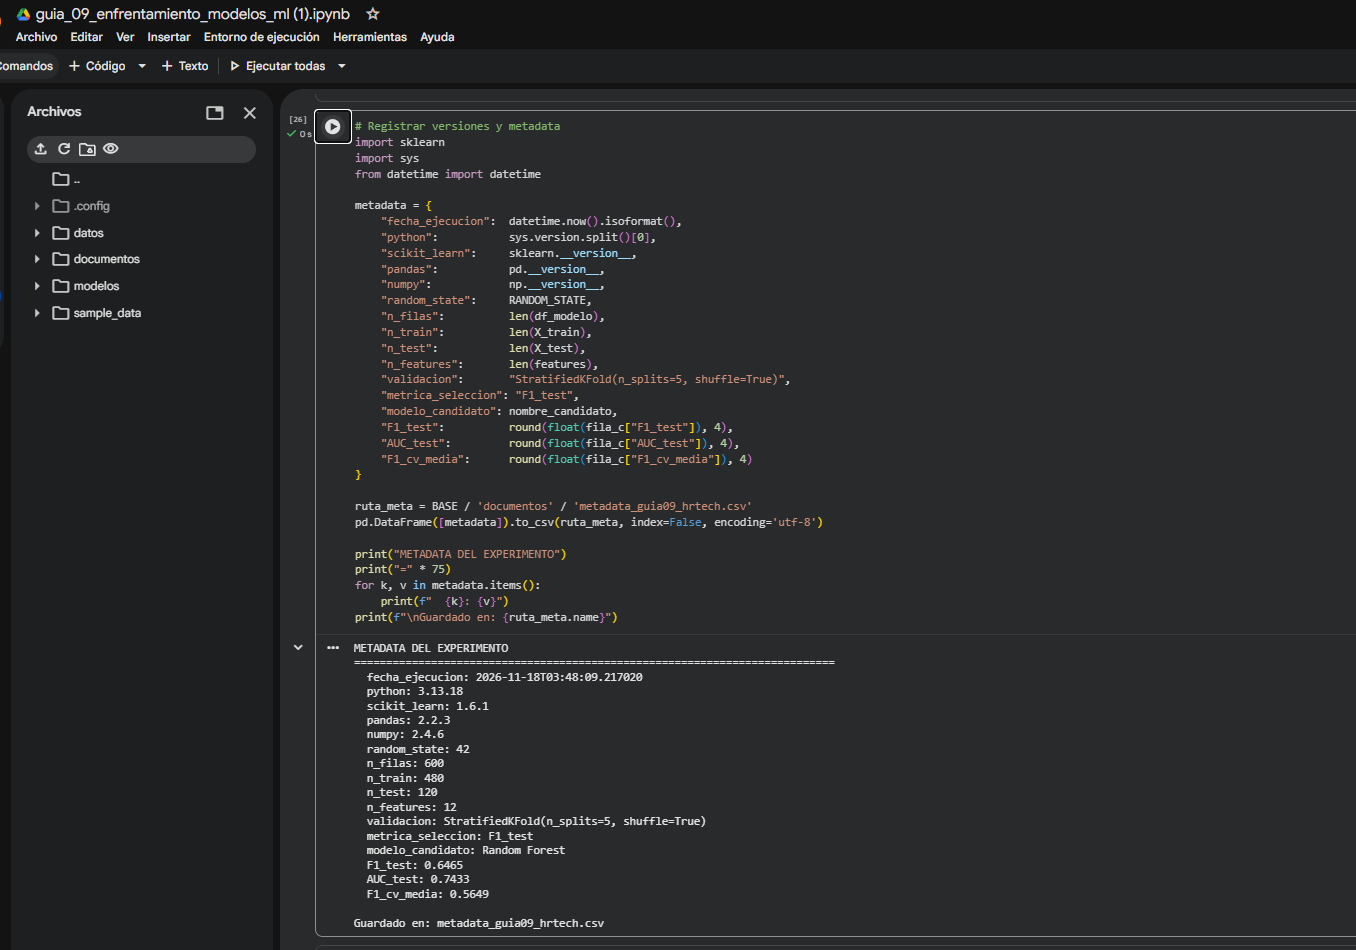 guia_09_enfrentamiento_modelos_ml (1).ipynb
Archivo Editar Ver Insertar Entorno de ejecución Herramientas Ayuda
Comandos + Código + Texto Ejecutar todas
Archivos
..
.config
datos
documentos
modelos
sample_data
[26]
0 s
# Registrar versiones y metadata
import sklearn
import sys
from datetime import datetime
metadata = {
"fecha_ejecucion": datetime.now().isoformat(),
"python": sys.version.split()[0],
"scikit_learn": sklearn.__version__,
"pandas": pd.__version__,
"numpy": np.__version__,
"random_state": RANDOM_STATE,
"n_filas": len(df_modelo),
"n_train": len(X_train),
"n_test": len(X_test),
"n_features": len(features),
"validacion": "StratifiedKFold(n_splits=5, shuffle=True)",
"metrica_seleccion": "F1_test",
"modelo_candidato": nombre_candidato,
"F1_test": round(float(fila_c["F1_test"]), 4),
"AUC_test": round(float(fila_c["AUC_test"]), 4),
"F1_cv_media": round(float(fila_c["F1_cv_media"]), 4)
}
ruta_meta = BASE / 'documentos' / 'metadata_guia09_hrtech.csv'
pd.DataFrame([metadata]).to_csv(ruta_meta, index=False, encoding='utf-8')
print("METADATA DEL EXPERIMENTO")
print("=" * 75)
for k, v in metadata.items():
print(f"  {k}: {v}")
print(f"\nGuardado en: {ruta_meta.name}")
METADATA DEL EXPERIMENTO
===========================================================================
fecha_ejecucion: 2026-11-18T03:48:09.217020
python: 3.13.18
scikit_learn: 1.6.1
pandas: 2.2.3
numpy: 2.4.6
random_state: 42
n_filas: 600
n_train: 480
n_test: 120
n_features: 12
validacion: StratifiedKFold(n_splits=5, shuffle=True)
metrica_seleccion: F1_test
modelo_candidato: Random Forest
F1_test: 0.6465
AUC_test: 0.7433
F1_cv_media: 0.5649
Guardado en: metadata_guia09_hrtech.csv